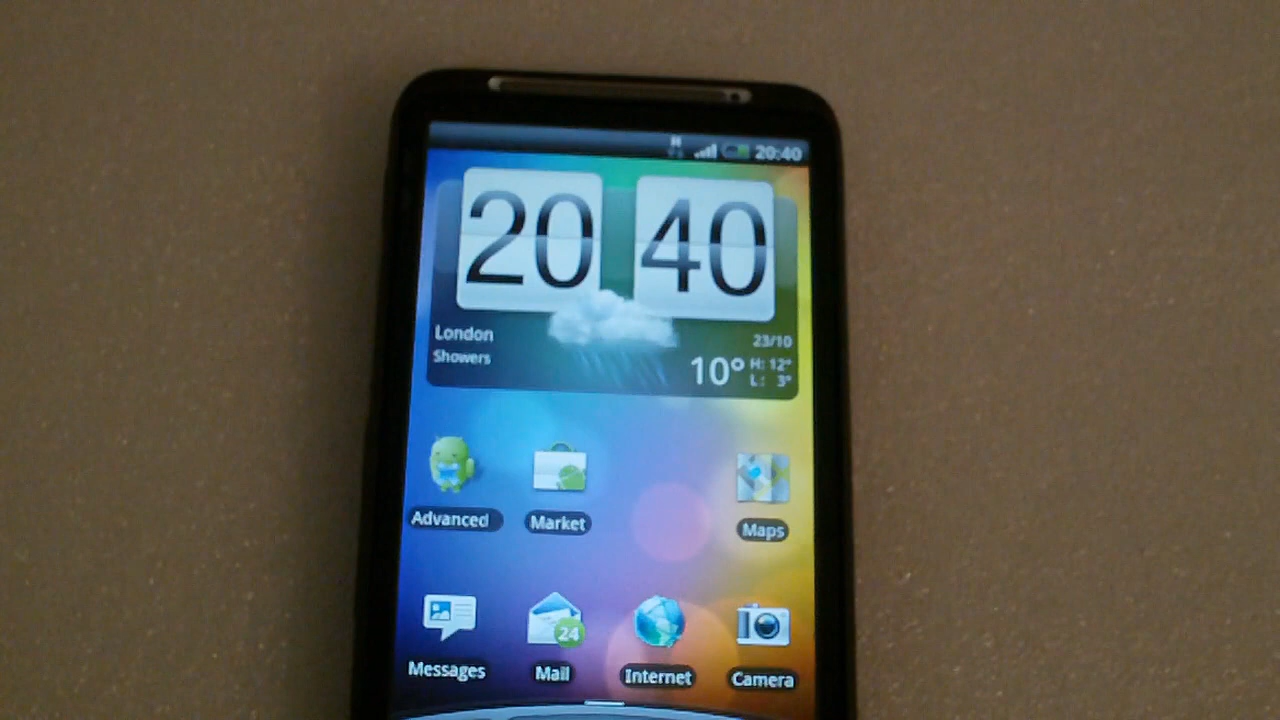 H
20:40
20 40
London
Showers
23/10
10° H: 12°
L: 3°
Advanced Market Maps
24
Messages Mail Internet Camera